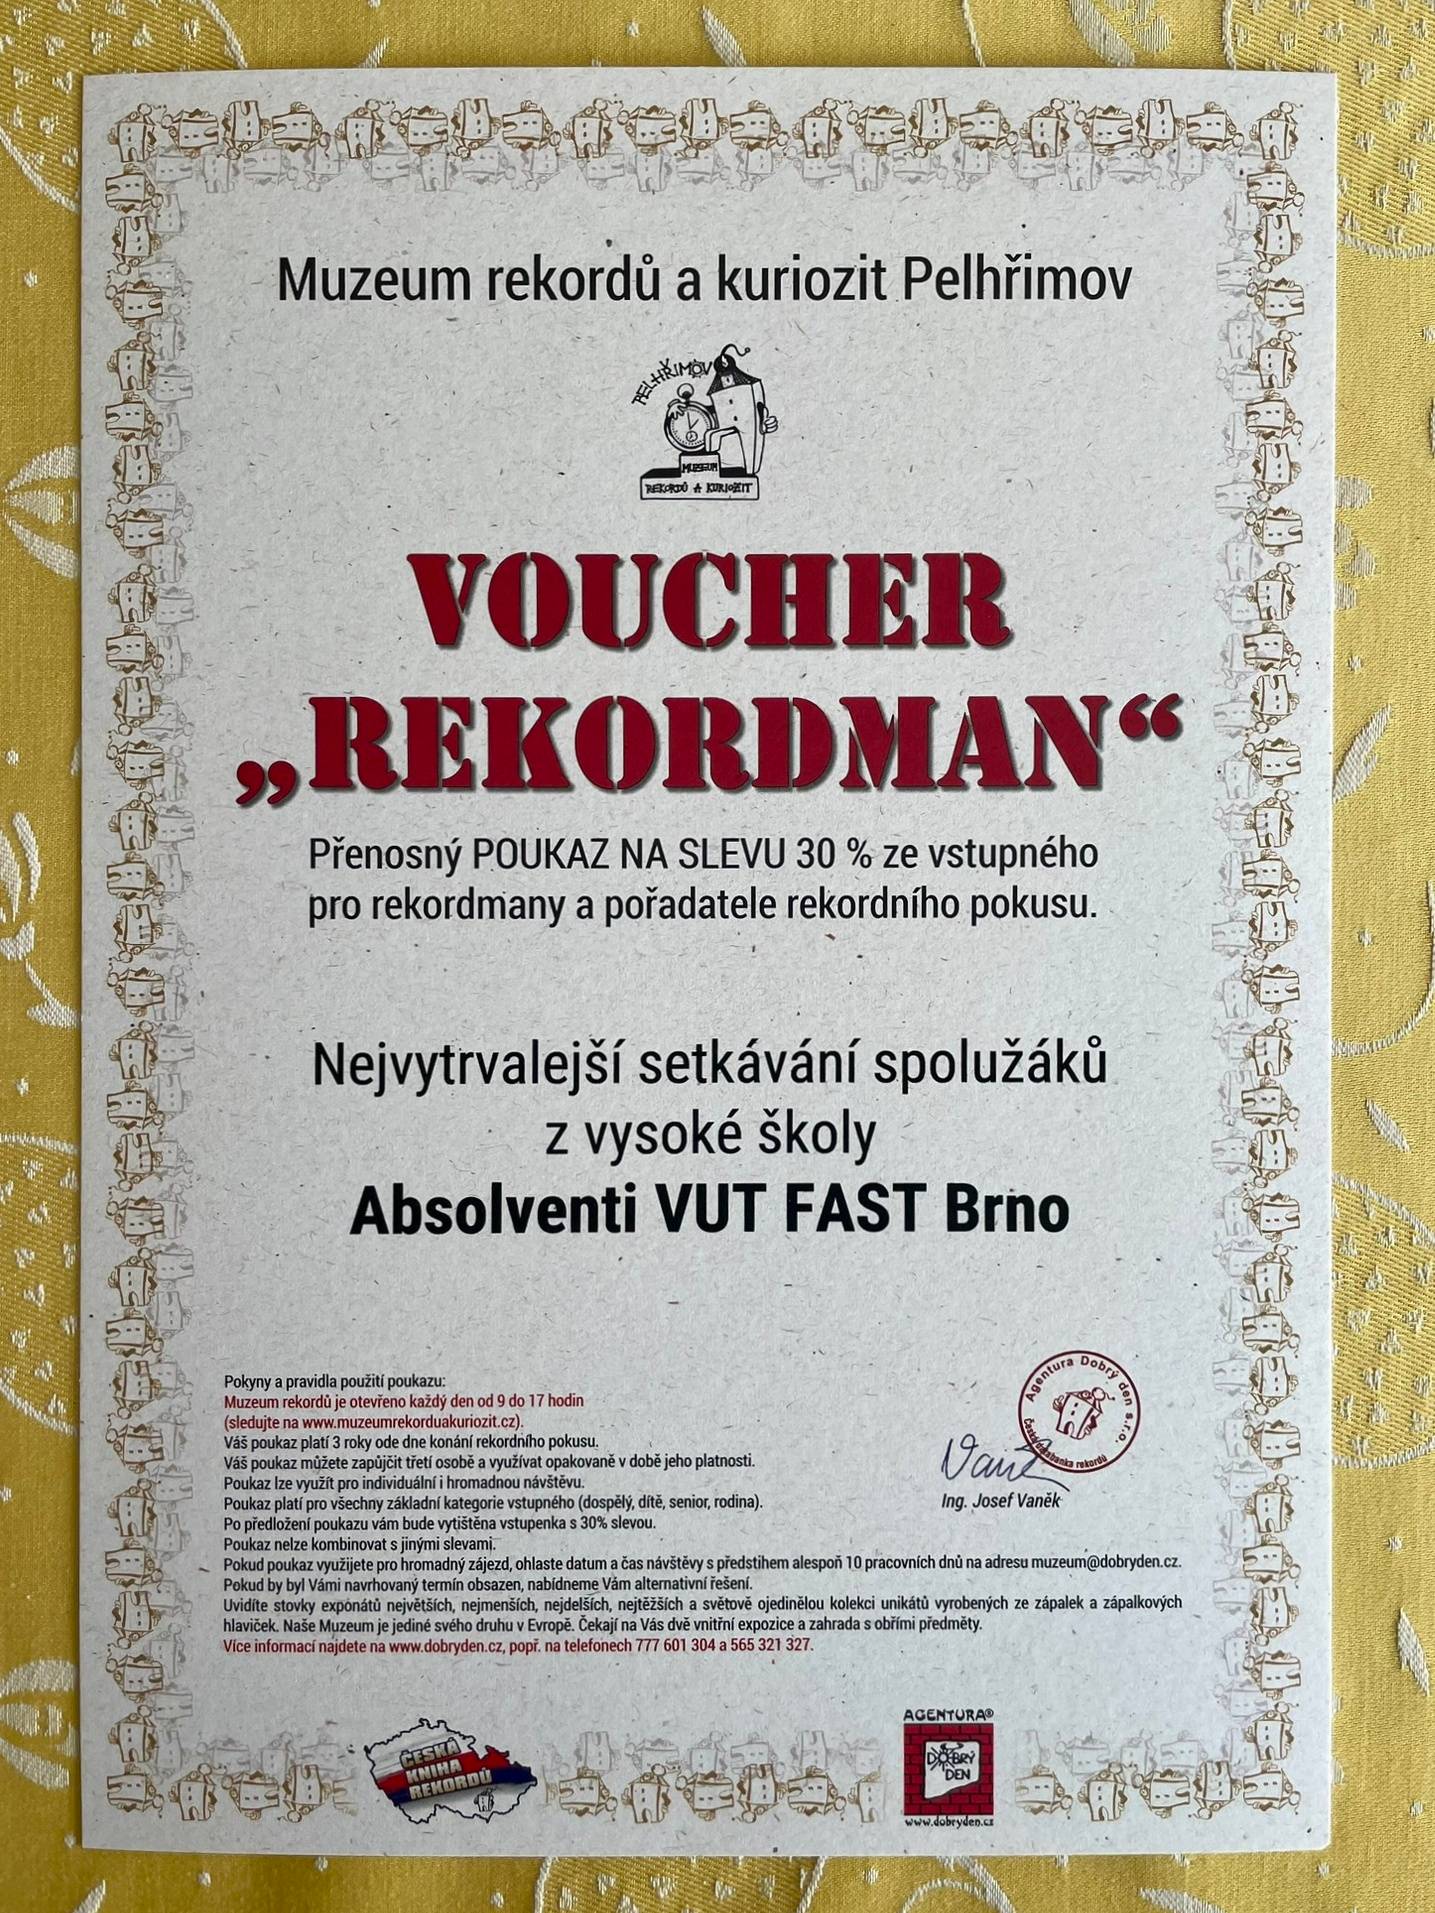 Muzeum rekordů a kuriozit Pelhřimov
PELHŘIMOV
MUZEUM
REKORDŮ A KURIOZIT
VOUCHER
„REKORDMAN“
Přenosný POUKAZ NA SLEVU 30 % ze vstupného
pro rekordmany a pořadatele rekordního pokusu.
Nejvytrvalejší setkávání spolužáků
z vysoké školy
Absolventi VUT FAST Brno
Pokyny a pravidla použití poukazu:
Muzeum rekordů je otevřeno každý den od 9 do 17 hodin
(sledujte na www.muzeumrekorduakuriozit.cz).
Váš poukaz platí 3 roky ode dne konání rekordního pokusu.
Váš poukaz můžete zapůjčit třetí osobě a využívat opakovaně v době jeho platnosti.
Poukaz lze využít pro individuální i hromadnou návštěvu.
Poukaz platí pro všechny základní kategorie vstupného (dospělý, dítě, senior, rodina).
Po předložení poukazu vám bude vytištěna vstupenka s 30% slevou.
Poukaz nelze kombinovat s jinými slevami.
Pokud poukaz využijete pro hromadný zájezd, ohlaste datum a čas návštěvy s předstihem alespoň 10 pracovních dnů na adresu muzeum@dobryden.cz.
Pokud by byl Vámi navrhovaný termín obsazen, nabídneme Vám alternativní řešení.
Uvidíte stovky exponátů největších, nejmenších, nejdelších, nejtěžších a světově ojedinělou kolekci unikátů vyrobených ze zápalek a zápalkových
hlaviček. Naše Muzeum je jediné svého druhu v Evropě. Čekají na Vás dvě vnitřní expozice a zahrada s obřími předměty.
Více informací najdete na www.dobryden.cz, popř. na telefonech 777 601 304 a 565 321 327.
Agentura Dobrý den s.r.o.
Česká databanka rekordů
Vaněk
Ing. Josef Vaněk
ČESKÁ
KNIHA
REKORDŮ
AGENTURA®
DOBRÝ
DEN
www.dobryden.cz